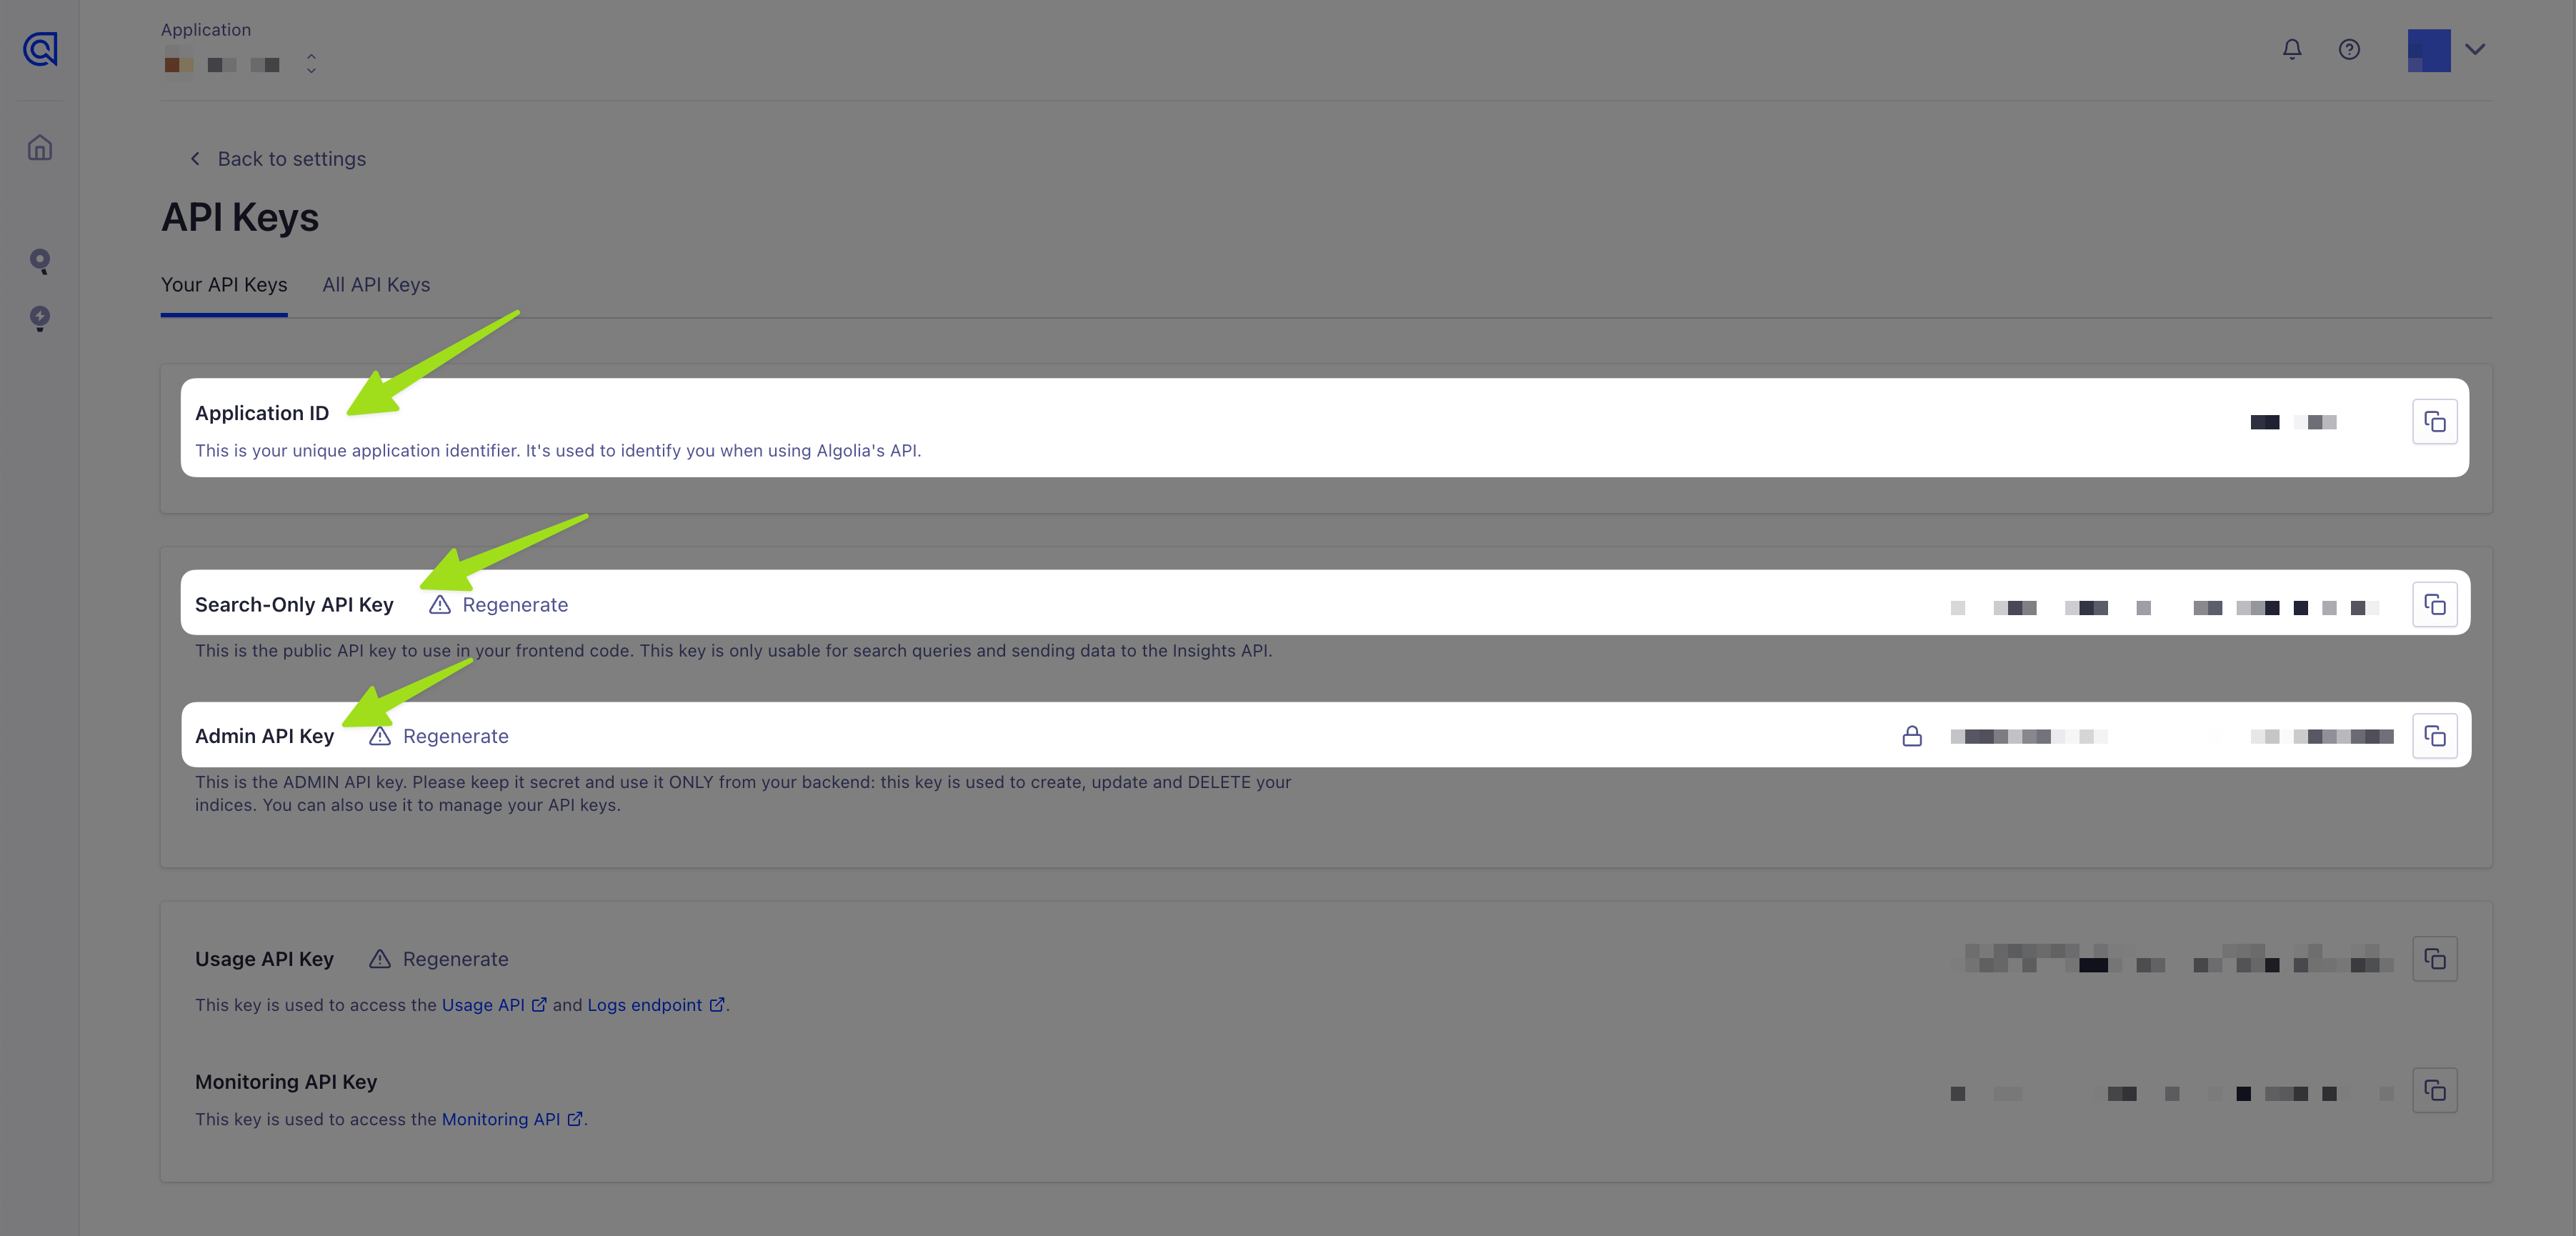 Application
Back to settings
API Keys
Your API Keys All API Keys
Application ID
This is your unique application identifier. It's used to identify you when using Algolia's API.
Search-Only API Key Regenerate
This is the public API key to use in your frontend code. This key is only usable for search queries and sending data to the Insights API.
Admin API Key Regenerate
This is the ADMIN API key. Please keep it secret and use it ONLY from your backend: this key is used to create, update and DELETE your
indices. You can also use it to manage your API keys.
Usage API Key Regenerate
This key is used to access the Usage API and Logs endpoint.
Monitoring API Key
This key is used to access the Monitoring API.